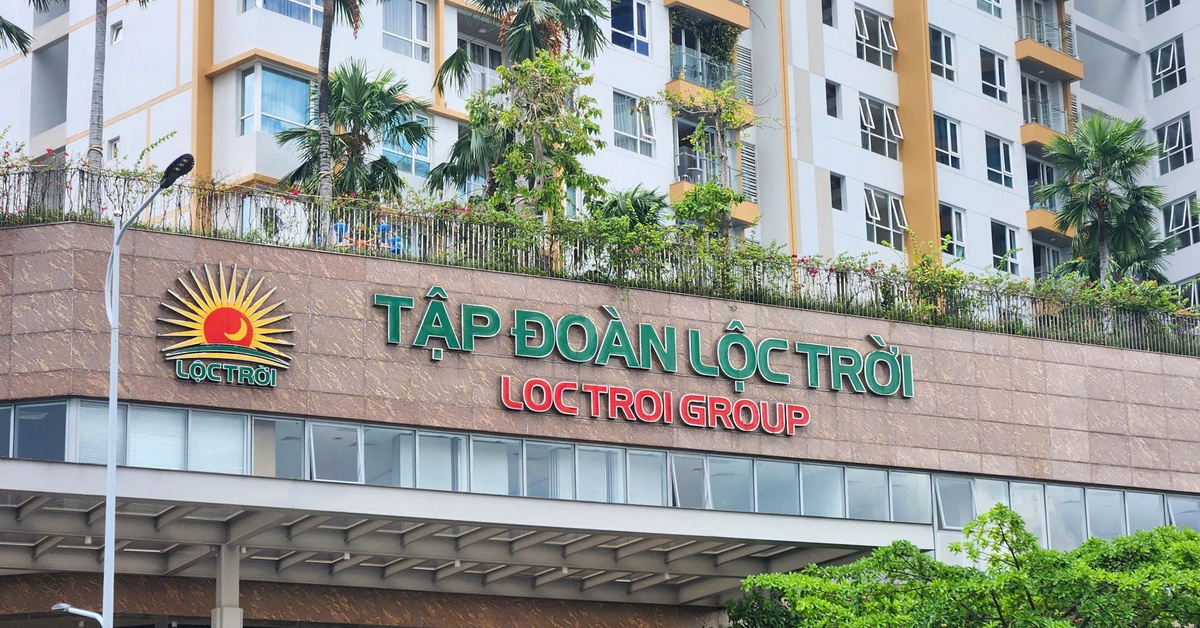 TẬP ĐOÀN LỘC TRỜI
LOC TROI GROUP
LỘC TRỜI